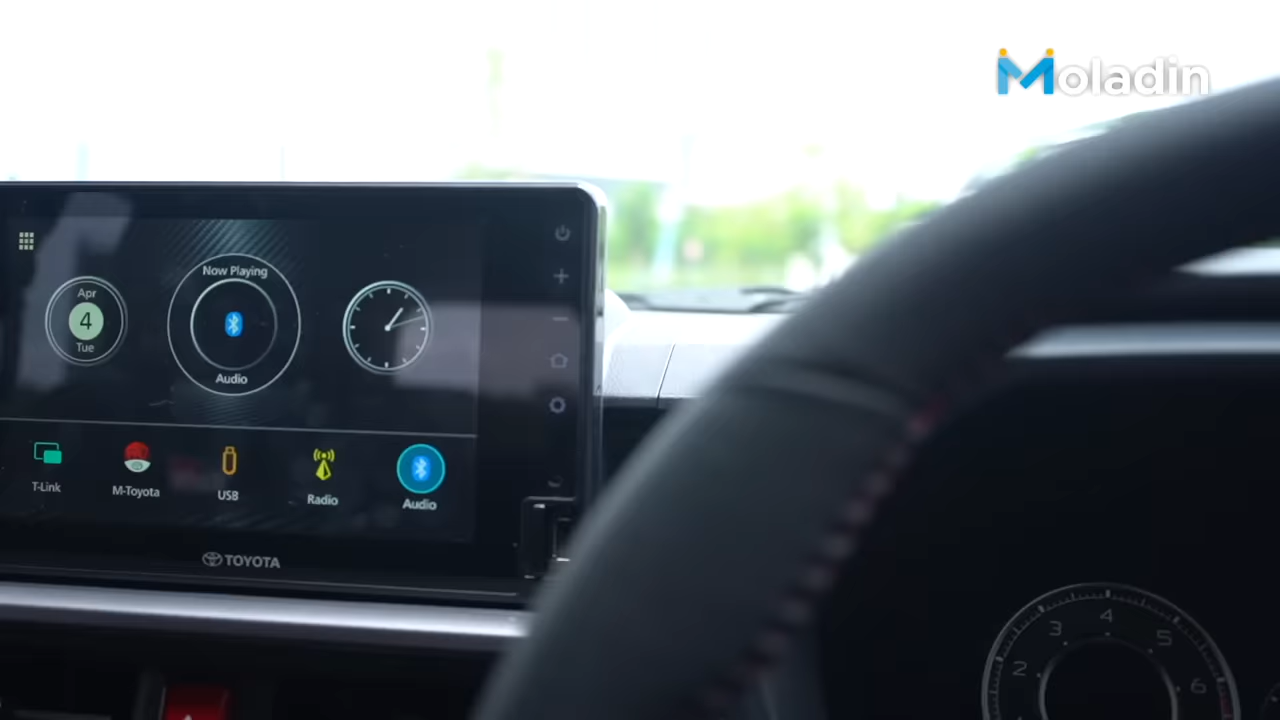 Moladin
Now Playing
Apr
4
Tue
Audio
T-Link
M-Toyota
USB
Radio
Audio
TOYOTA
2
3
4
5
6